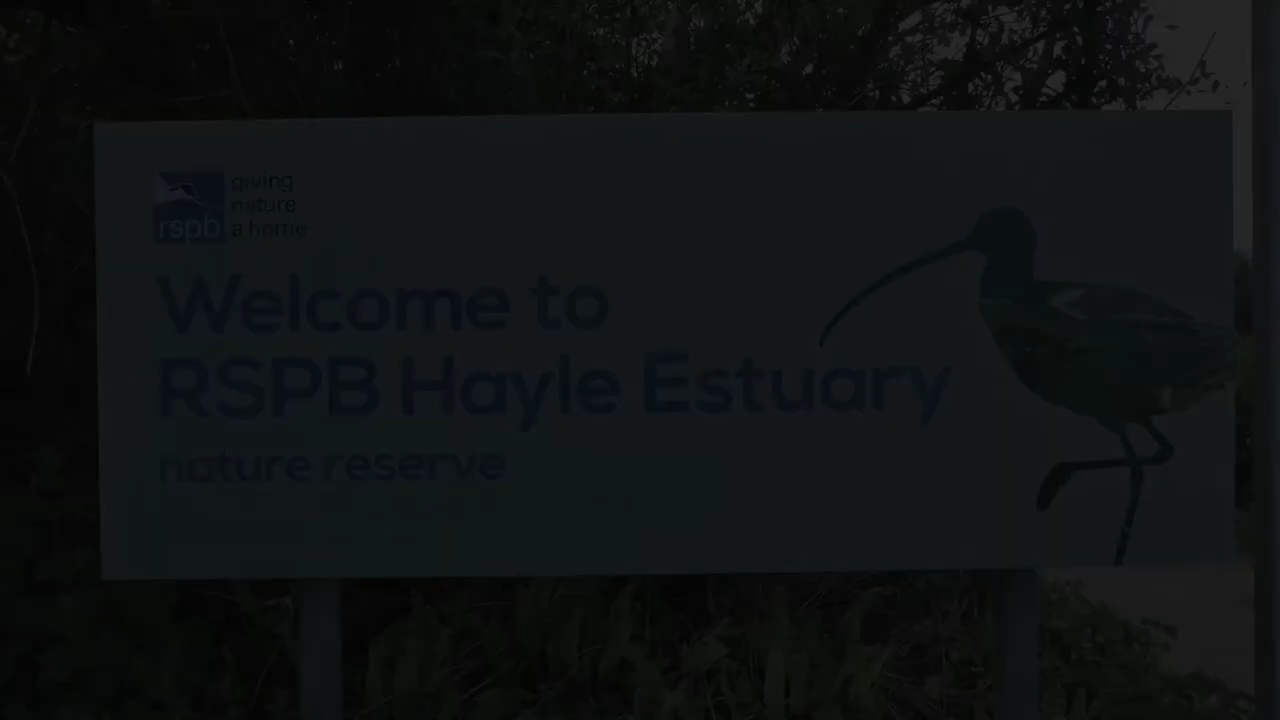 giving
nature
a home
rspb
Welcome to
RSPB Hayle Estuary
nature reserve